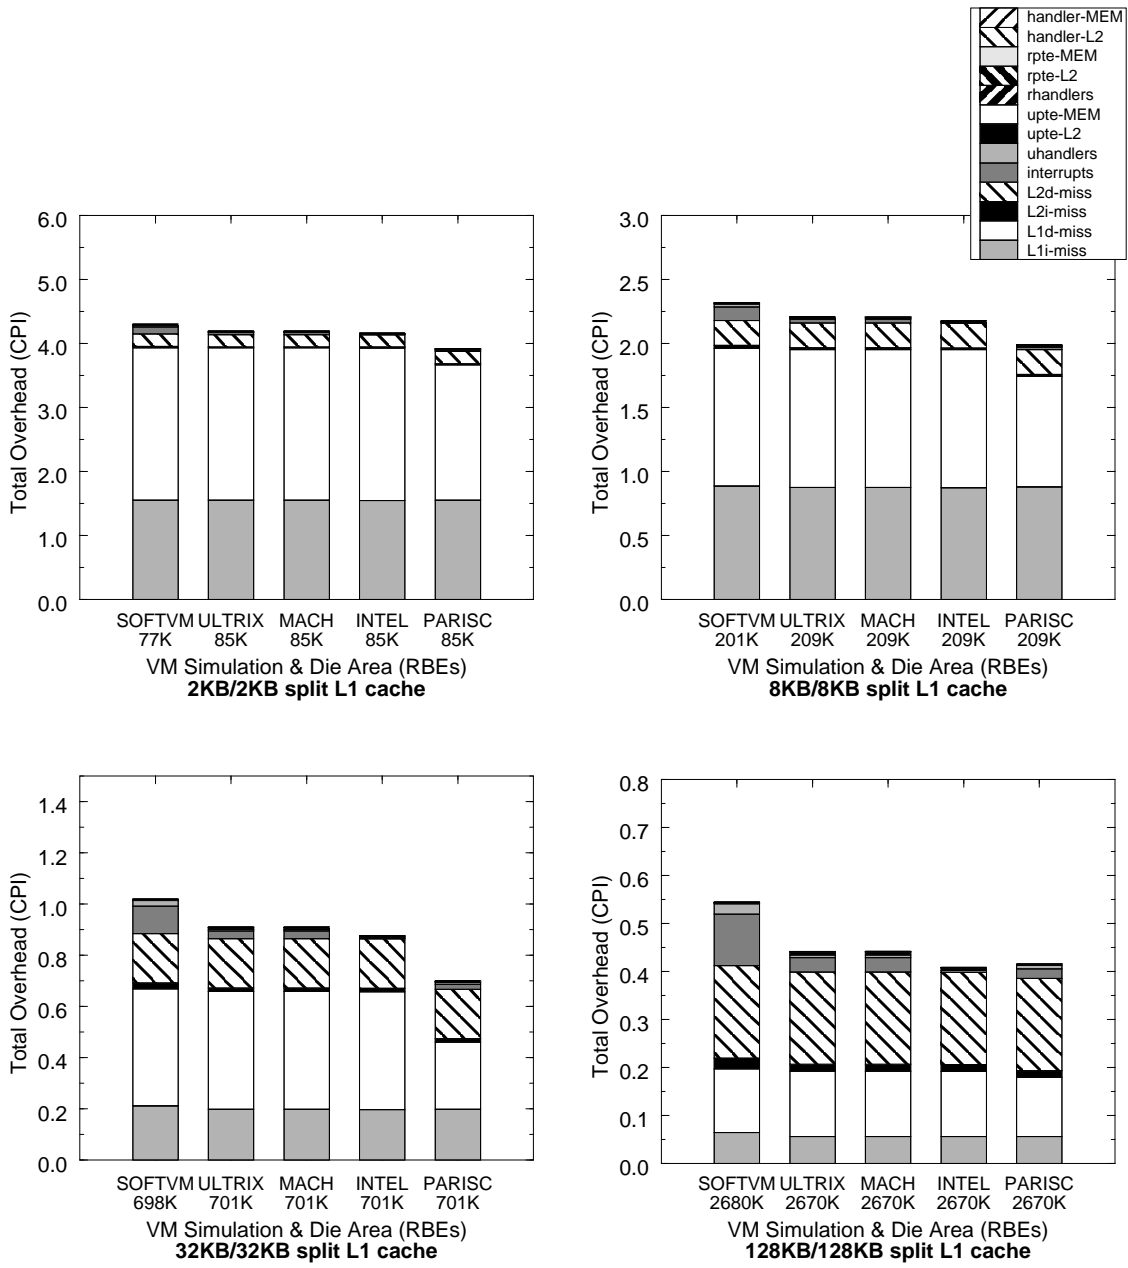 handler-MEM
handler-L2
rpte-MEM
rpte-L2
rhandlers
upte-MEM
upte-L2
uhandlers
interrupts
L2d-miss
L2i-miss
L1d-miss
L1i-miss
Total Overhead (CPI)
6.0
5.0
4.0
3.0
2.0
1.0
0.0
SOFTVM ULTRIX MACH INTEL PARISC
77K 85K 85K 85K 85K
VM Simulation & Die Area (RBEs)
2KB/2KB split L1 cache
Total Overhead (CPI)
3.0
2.5
2.0
1.5
1.0
0.5
0.0
SOFTVM ULTRIX MACH INTEL PARISC
201K 209K 209K 209K 209K
VM Simulation & Die Area (RBEs)
8KB/8KB split L1 cache
Total Overhead (CPI)
1.4
1.2
1.0
0.8
0.6
0.4
0.2
0.0
SOFTVM ULTRIX MACH INTEL PARISC
698K 701K 701K 701K 701K
VM Simulation & Die Area (RBEs)
32KB/32KB split L1 cache
Total Overhead (CPI)
0.8
0.7
0.6
0.5
0.4
0.3
0.2
0.1
0.0
SOFTVM ULTRIX MACH INTEL PARISC
2680K 2670K 2670K 2670K 2670K
VM Simulation & Die Area (RBEs)
128KB/128KB split L1 cache